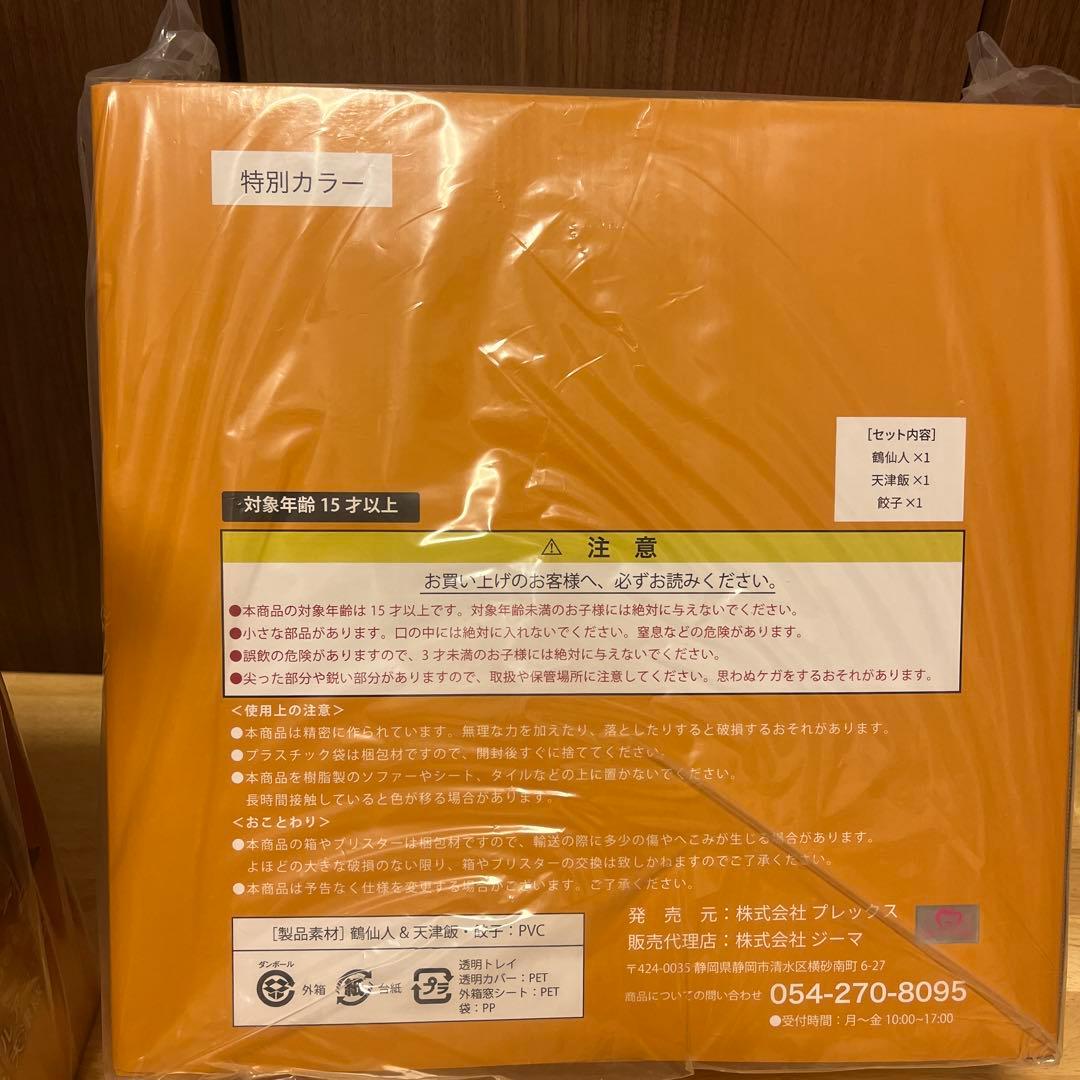 特別カラー
［セット内容］
鶴仙人×1
天津飯×1
餃子×1
対象年齢 15 才以上
⚠ 注 意
お買い上げのお客様へ、必ずお読みください。
●本商品の対象年齢は 15 才以上です。対象年齢未満のお子様には絶対に与えないでください。
●小さな部品があります。口の中には絶対に入れないでください。窒息などの危険があります。
●誤飲の危険がありますので、3 才未満のお子様には絶対に与えないでください。
●尖った部分や鋭い部分がありますので、取扱や保管場所に注意してください。思わぬケガをするおそれがあります。
＜使用上の注意＞
●本商品は精密に作られています。無理な力を加えたり、落としたりすると破損するおそれがあります。
●プラスチック袋は梱包材ですので、開封後すぐに捨ててください。
●本商品を樹脂製のソファーやシート、タイルなどの上に置かないでください。
長時間接触していると色が移る場合があります。
＜おことわり＞
●本商品の箱やブリスターは梱包材ですので、輸送の際に多少の傷やへこみが生じる場合があります。
よほどの大きな破損のない限り、箱やブリスターの交換は致しかねますのでご了承ください。
●本商品は予告なく仕様を変更する場合がございます。ご了承ください。
［製品素材］鶴仙人 & 天津飯・餃子：PVC
ダンボール
外箱
紙
台紙
プラ
透明トレイ
透明カバー：PET
外箱窓シート：PET
袋：PP
発 売 元：株式会社 プレックス
販売代理店：株式会社 ジーマ
〒424-0035 静岡県静岡市清水区横砂南町 6-27
商品についての問い合わせ 054-270-8095
●受付時間：月～金 10:00~17:00